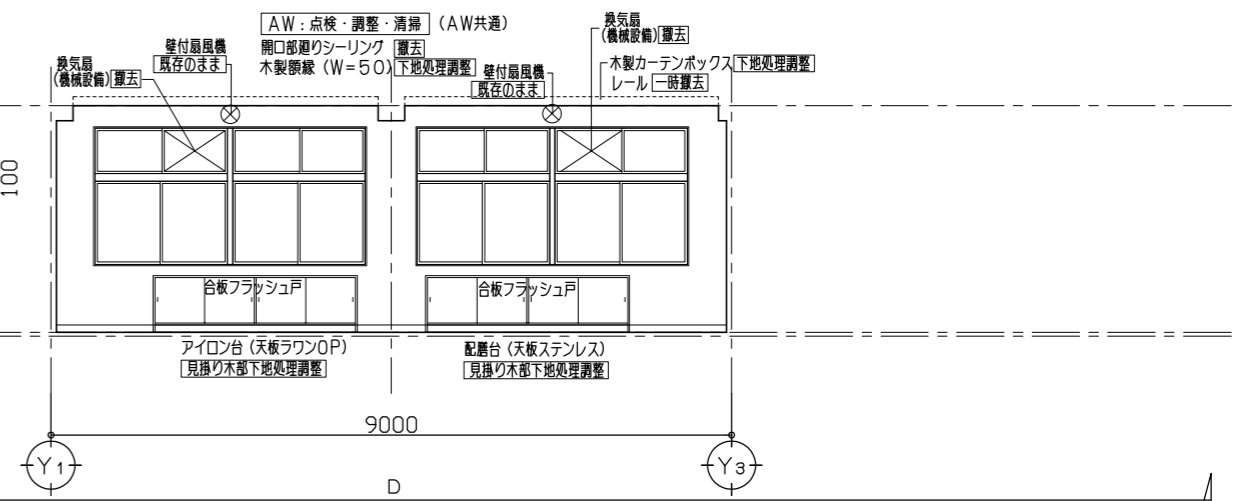 AW：点検・調整・清掃 (AW共通)
開口部廻りシーリング 撤去
木製額縁 (W=50) 下地処理調整
換気扇
(機械設備) 撤去
壁付扇風機
既存のまま
壁付扇風機
既存のまま
換気扇
(機械設備) 撤去
木製カーテンボックス 下地処理調整
レール 一時撤去
100
合板フラッシュ戸
合板フラッシュ戸
アイロン台 (天板ラワンOP)
見掛り木部下地処理調整
配膳台 (天板ステンレス)
見掛り木部下地処理調整
9000
Y1
Y3
D